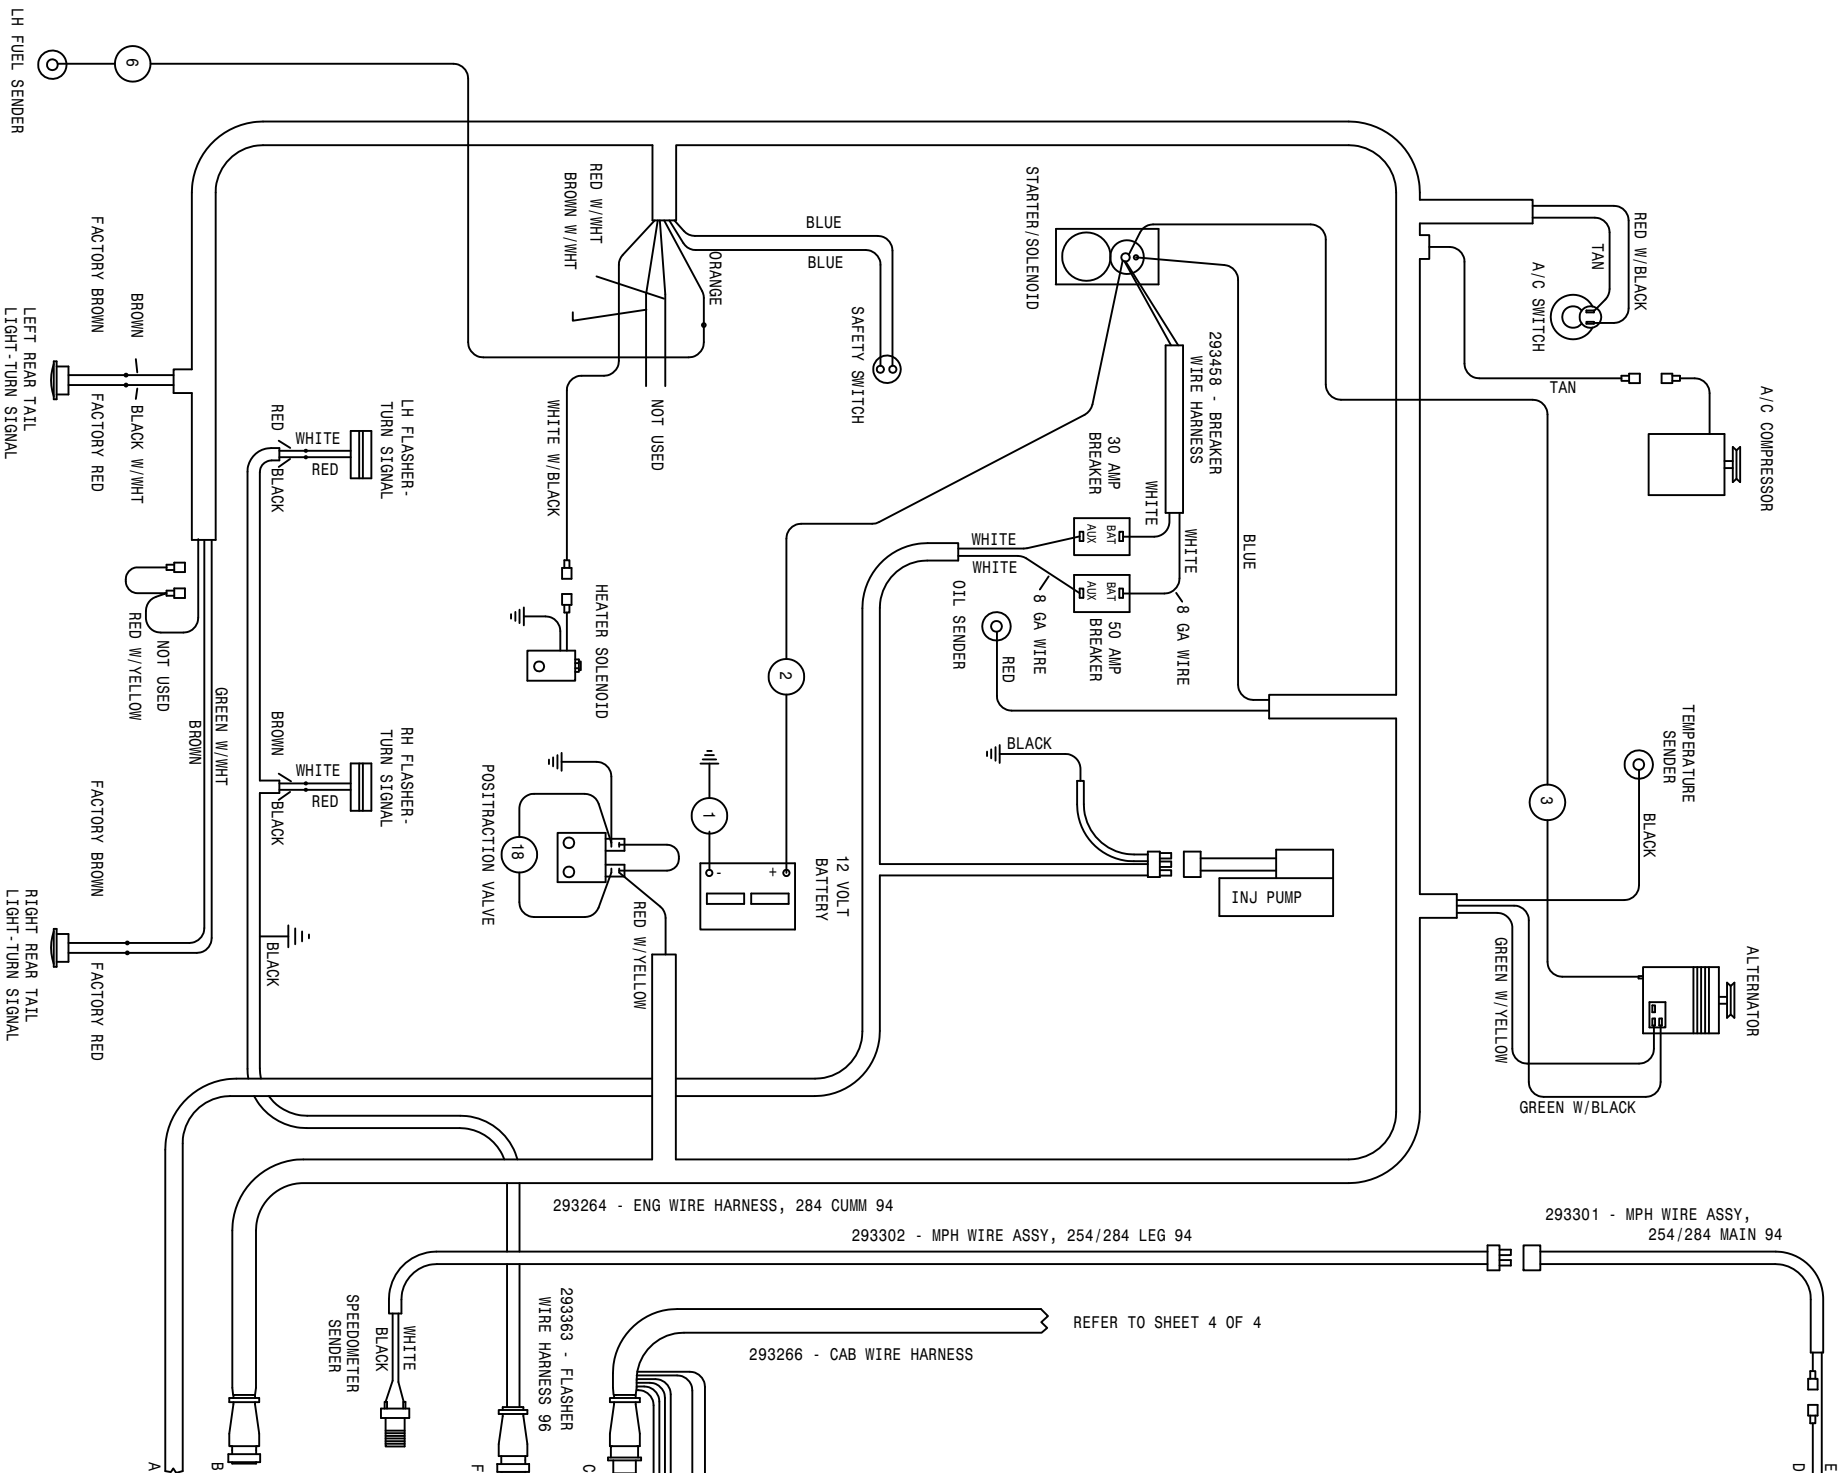 LH FUEL SENDER
6
FACTORY BROWN
BROWN
LEFT REAR TAIL
LIGHT-TURN SIGNAL
FACTORY RED
BLACK W/WHT
RED
WHITE
RED
BLACK
LH FLASHER-
TURN SIGNAL
RED W/WHT
BROWN W/WHT
ORANGE
BLUE
BLUE
SAFETY SWITCH
NOT USED
WHITE W/BLACK
HEATER SOLENOID
STARTER/SOLENOID
293458 - BREAKER
WIRE HARNESS
30 AMP
BREAKER
WHITE
WHITE
BAT
AUX
BAT
AUX
50 AMP
BREAKER
8 GA WIRE
8 GA WIRE
WHITE
WHITE
BLUE
OIL SENDER
RED
RED W/BLACK
TAN
A/C SWITCH
TAN
A/C COMPRESSOR
TEMPERATURE
SENDER
BLACK
3
2
1
NOT USED
RED W/YELLOW
GREEN W/WHT
BROWN
BROWN
WHITE
RED
BLACK
RH FLASHER-
TURN SIGNAL
POSITRACTION VALVE
18
RED W/YELLOW
- +
12 VOLT
BATTERY
BLACK
INJ PUMP
GREEN W/YELLOW
ALTERNATOR
GREEN W/BLACK
FACTORY BROWN
RIGHT REAR TAIL
LIGHT-TURN SIGNAL
FACTORY RED
BLACK
293264 - ENG WIRE HARNESS, 284 CUMM 94
293302 - MPH WIRE ASSY, 254/284 LEG 94
293301 - MPH WIRE ASSY,
254/284 MAIN 94
SPEEDOMETER
SENDER
WHITE
BLACK
293363 - FLASHER
WIRE HARNESS 96
REFER TO SHEET 4 OF 4
293266 - CAB WIRE HARNESS
A
B
F
C
D
E